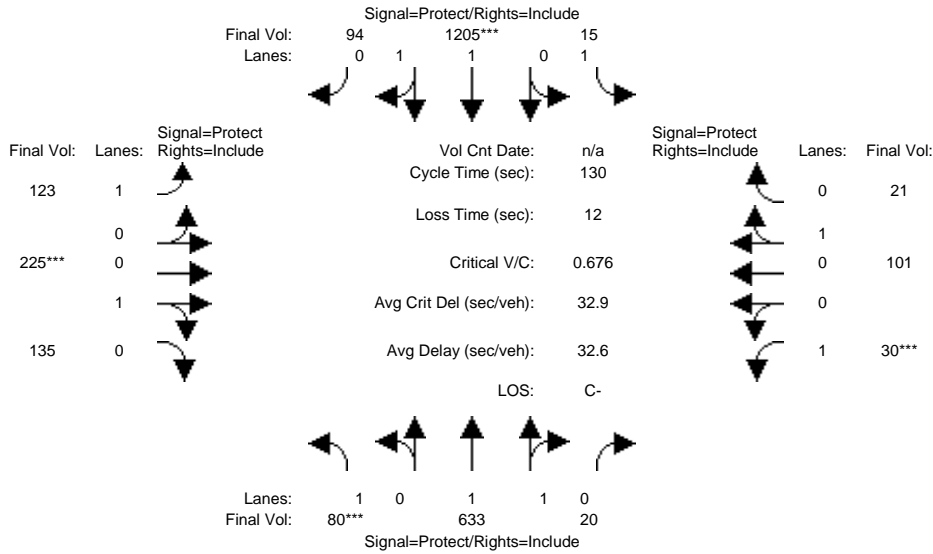 Signal=Protect/Rights=Include
Final Vol: 94 1205*** 15
Lanes: 0 1 1 0 1
Signal=Protect
Final Vol: Lanes: Rights=Include
Vol Cnt Date: n/a
Signal=Protect
Rights=Include Lanes: Final Vol:
Cycle Time (sec): 130
123 1
0 21
Loss Time (sec): 12
0
1
225*** 0
Critical V/C: 0.676
0 101
1
Avg Crit Del (sec/veh): 32.9
0
135 0
Avg Delay (sec/veh): 32.6
1 30***
LOS: C-
Lanes: 1 0 1 1 0
Final Vol: 80*** 633 20
Signal=Protect/Rights=Include